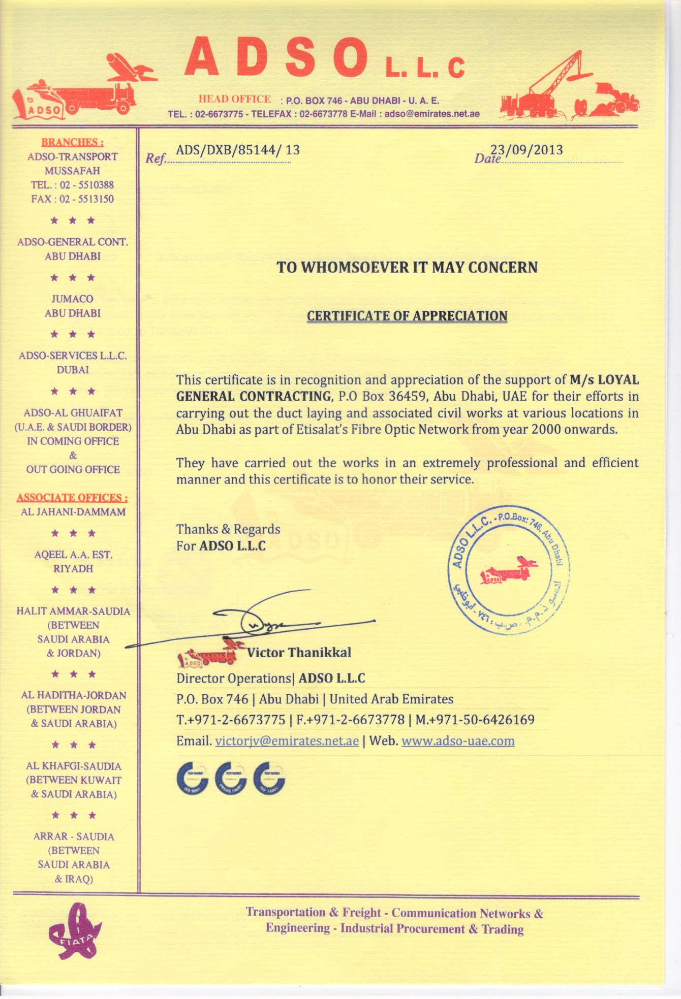 ADSO L.L.C
ADSO
HEAD OFFICE : P.O. BOX 746 - ABU DHABI - U. A. E.
TEL. : 02-6673775 - TELEFAX : 02-6673778 E-Mail : adso@emirates.net.ae
BRANCHES :
ADSO-TRANSPORT
MUSSAFAH
TEL. : 02 - 5510388
FAX : 02 - 5513150
ADSO-GENERAL CONT.
ABU DHABI
JUMACO
ABU DHABI
ADSO-SERVICES L.L.C.
DUBAI
ADSO-AL GHUAIFAT
(U.A.E. & SAUDI BORDER)
IN COMING OFFICE
&
OUT GOING OFFICE
ASSOCIATE OFFICES :
AL JAHANI-DAMMAM
AQEEL A.A. EST.
RIYADH
HALIT AMMAR-SAUDIA
(BETWEEN
SAUDI ARABIA
& JORDAN)
AL HADITHA-JORDAN
(BETWEEN JORDAN
& SAUDI ARABIA)
AL KHAFGI-SAUDIA
(BETWEEN KUWAIT
& SAUDI ARABIA)
ARRAR - SAUDIA
(BETWEEN
SAUDI ARABIA
& IRAQ)
Ref. ADS/DXB/85144/ 13
Date 23/09/2013
TO WHOMSOEVER IT MAY CONCERN
CERTIFICATE OF APPRECIATION
This certificate is in recognition and appreciation of the support of M/s LOYAL
GENERAL CONTRACTING, P.O Box 36459, Abu Dhabi, UAE for their efforts in
carrying out the duct laying and associated civil works at various locations in
Abu Dhabi as part of Etisalat's Fibre Optic Network from year 2000 onwards.
They have carried out the works in an extremely professional and efficient
manner and this certificate is to honor their service.
Thanks & Regards
For ADSO L.L.C
ADSO
ADSO L.L.C. - P.O.Box: 746, Abu Dhabi
ادسو ذ.م.م. - ص.ب: ٧٤٦ - أبوظبي
ADSO
ADSO
Victor Thanikkal
Director Operations| ADSO L.L.C
P.O. Box 746 | Abu Dhabi | United Arab Emirates
T.+971-2-6673775 | F.+971-2-6673778 | M.+971-50-6426169
Email. victorjv@emirates.net.ae | Web. www.adso-uae.com
FIATA
Transportation & Freight - Communication Networks &
Engineering - Industrial Procurement & Trading